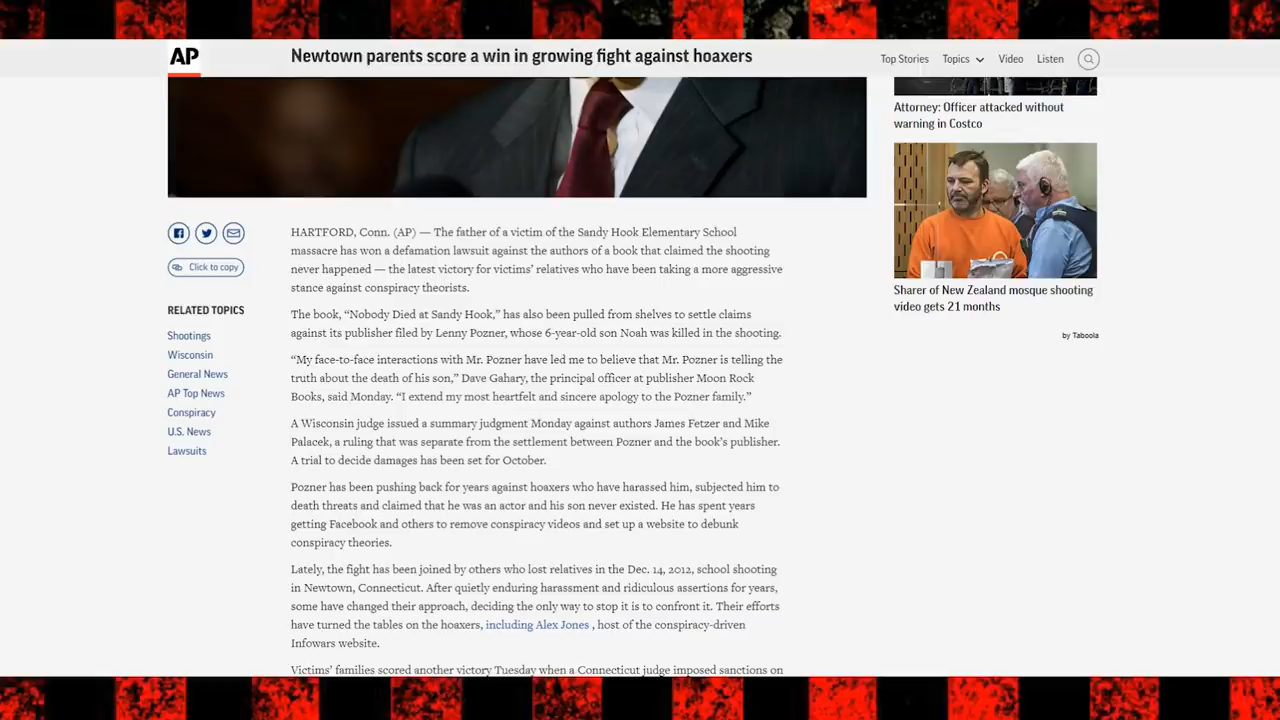 AP
Newtown parents score a win in growing fight against hoaxers
Top Stories
Topics
Video
Listen
Attorney: Officer attacked without
warning in Costco
Sharer of New Zealand mosque shooting
video gets 21 months
by Taboola
Click to copy
RELATED TOPICS
Shootings
Wisconsin
General News
AP Top News
Conspiracy
U.S. News
Lawsuits
HARTFORD, Conn. (AP) — The father of a victim of the Sandy Hook Elementary School
massacre has won a defamation lawsuit against the authors of a book that claimed the shooting
never happened — the latest victory for victims’ relatives who have been taking a more aggressive
stance against conspiracy theorists.
The book, “Nobody Died at Sandy Hook,” has also been pulled from shelves to settle claims
against its publisher filed by Lenny Pozner, whose 6-year-old son Noah was killed in the shooting.
“My face-to-face interactions with Mr. Pozner have led me to believe that Mr. Pozner is telling the
truth about the death of his son,” Dave Gahary, the principal officer at publisher Moon Rock
Books, said Monday. “I extend my most heartfelt and sincere apology to the Pozner family.”
A Wisconsin judge issued a summary judgment Monday against authors James Fetzer and Mike
Palacek, a ruling that was separate from the settlement between Pozner and the book’s publisher.
A trial to decide damages has been set for October.
Pozner has been pushing back for years against hoaxers who have harassed him, subjected him to
death threats and claimed that he was an actor and his son never existed. He has spent years
getting Facebook and others to remove conspiracy videos and set up a website to debunk
conspiracy theories.
Lately, the fight has been joined by others who lost relatives in the Dec. 14, 2012, school shooting
in Newtown, Connecticut. After quietly enduring harassment and ridiculous assertions for years,
some have changed their approach, deciding the only way to stop it is to confront it. Their efforts
have turned the tables on the hoaxers, including Alex Jones , host of the conspiracy-driven
Infowars website.
Victims’ families scored another victory Tuesday when a Connecticut judge imposed sanctions on